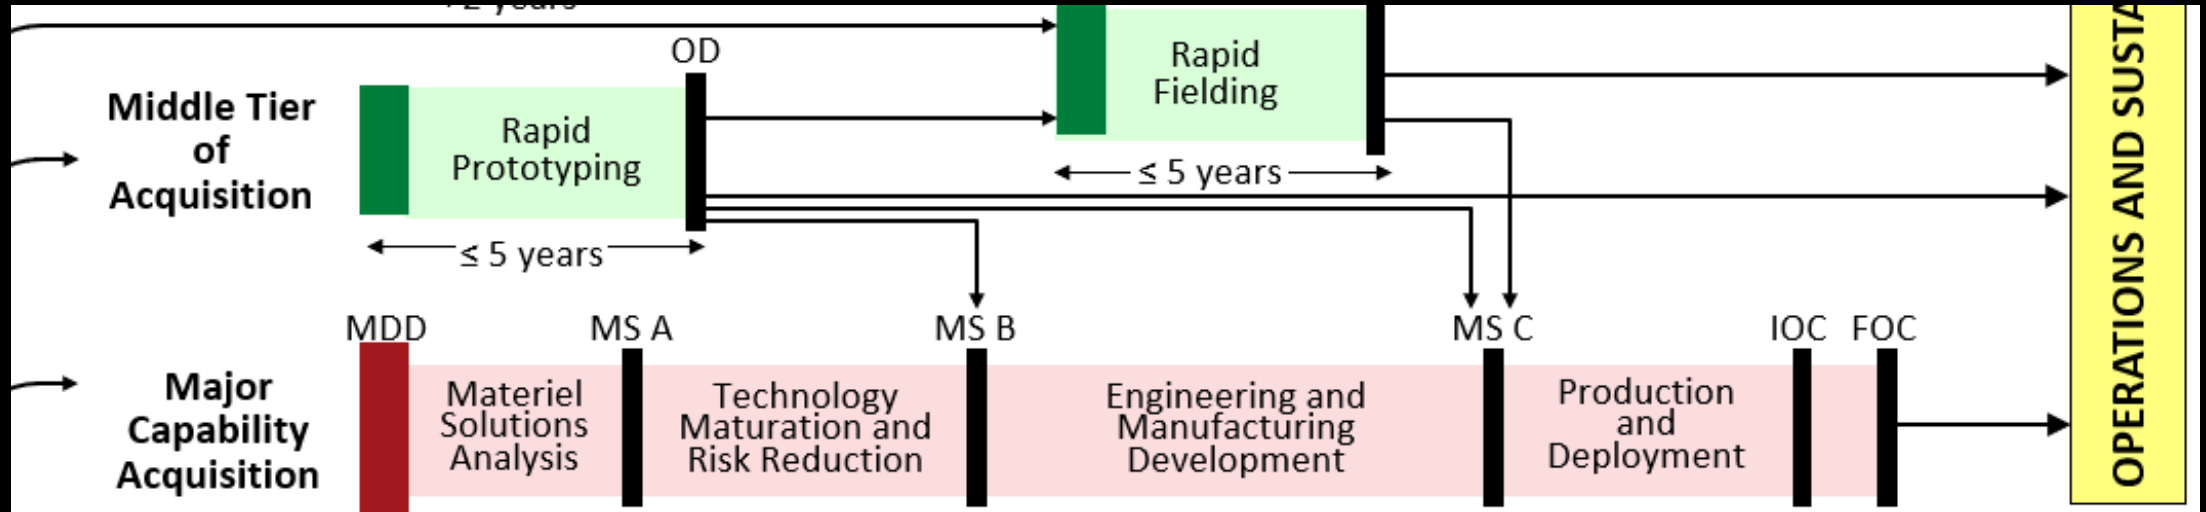 years
OD
Rapid
Fielding
Middle Tier
of
Acquisition
Rapid
Prototyping
≤ 5 years
≤ 5 years
MDD
MS A
MS B
MS C
IOC
FOC
Major
Capability
Acquisition
Materiel
Solutions
Analysis
Technology
Maturation and
Risk Reduction
Engineering and
Manufacturing
Development
Production
and
Deployment
OPERATIONS AND